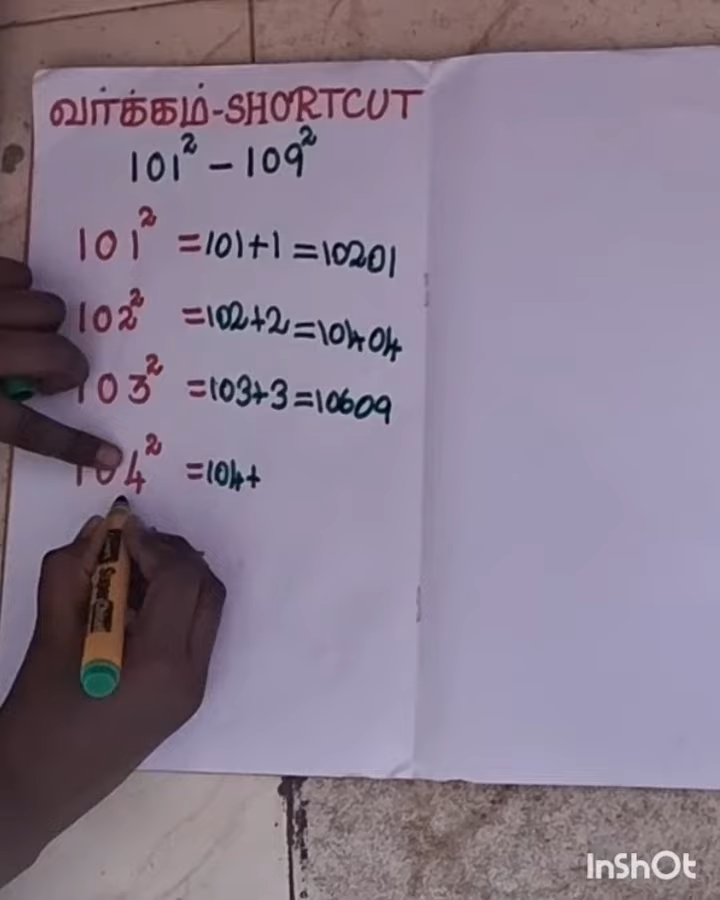 வர்க்கம்-SHORTCUT
101² - 109²
101² = 101+1 = 10201
102² = 102+2 = 10404
103² = 103+3 = 10609
104² = 104+
InShOt